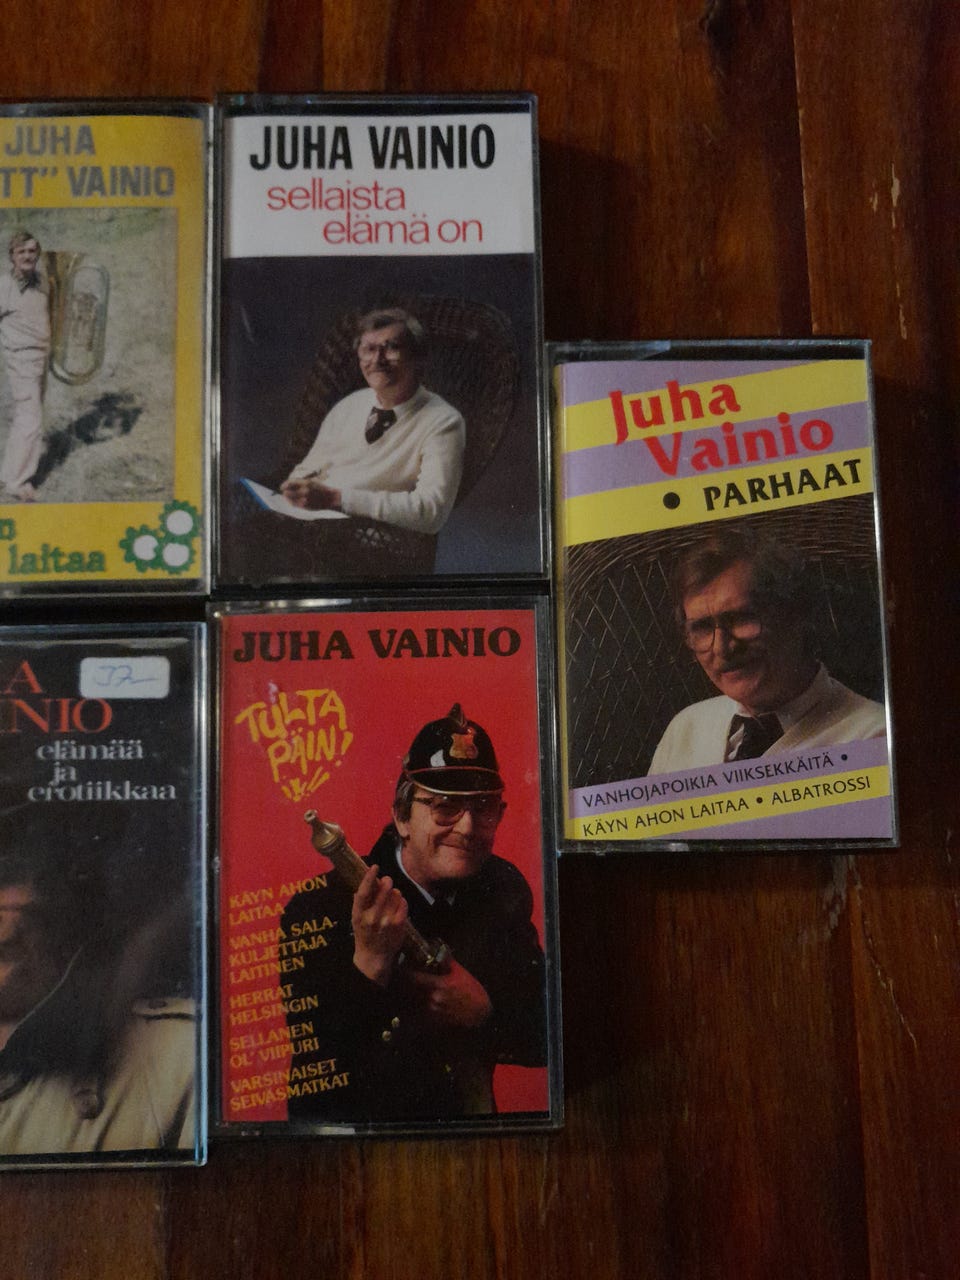 JUHA
TT" VAINIO
n
laitaa
JUHA VAINIO
sellaista
elämä on
Juha
Vainio
• PARHAAT
VANHOJAPOIKIA VIIKSEKKÄITÄ •
KÄYN AHON LAITAA • ALBATROSSI
A
INIO
elämää
ja
erotiikkaa
JUHA VAINIO
TULTA
PÄIN!
KÄYN AHON
LAITAA
VANHA SALA-
KULJETTAJA
LAITINEN
HERRAT
HELSINGIN
SELLANEN
OL' VIIPURI
VARSINAISET
SEIVÄSMATKAT